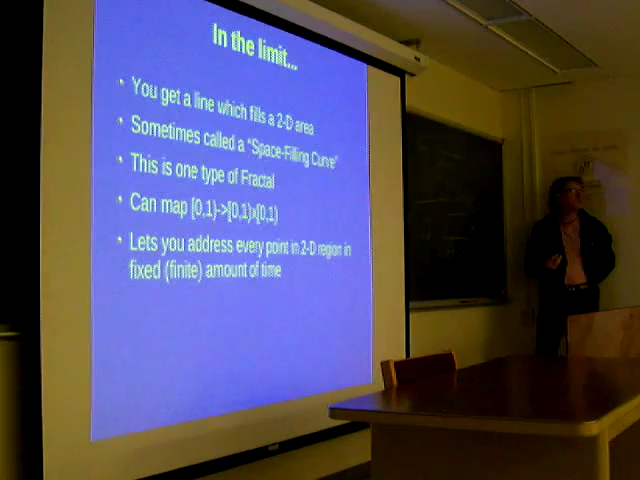 In the limit...
• You get a line which fills a 2-D area
• Sometimes called a "Space-Filling Curve"
• This is one type of Fractal
• Can map [0,1)->[0,1)x[0,1)
• Lets you address every point in 2-D region in
fixed (finite) amount of time